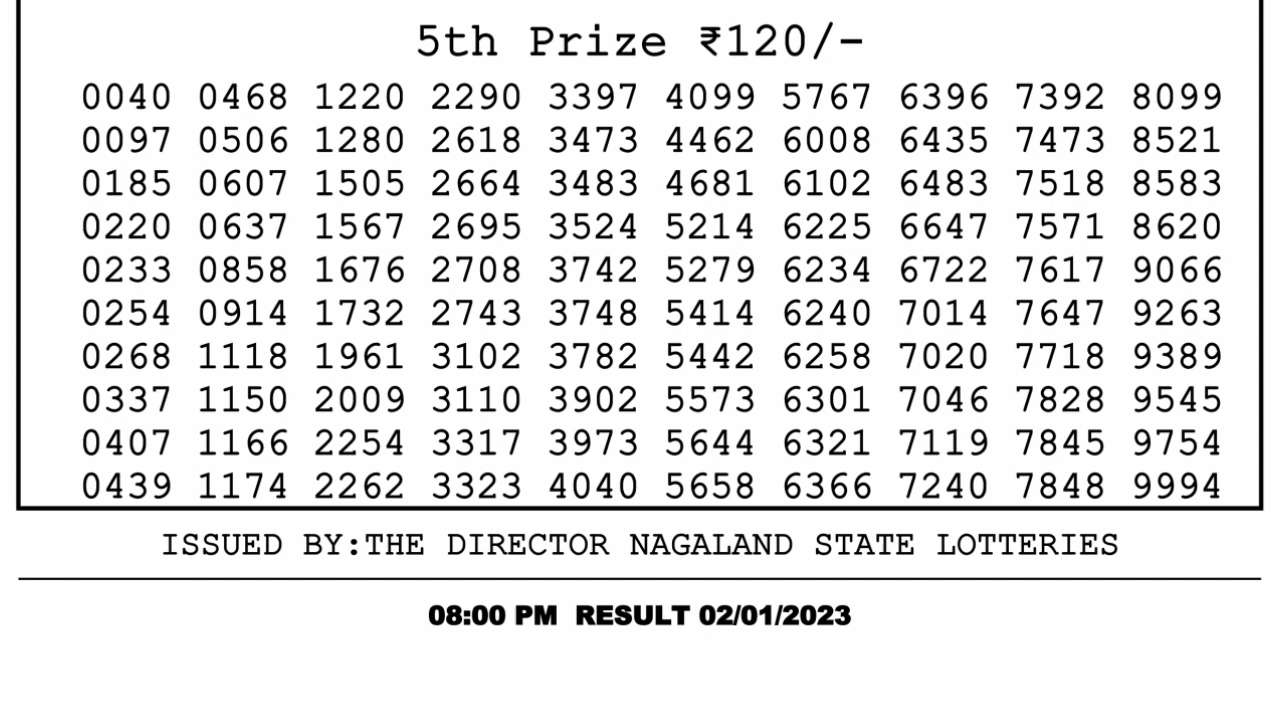 5th Prize ₹120/-
0040 0468 1220 2290 3397 4099 5767 6396 7392 8099
0097 0506 1280 2618 3473 4462 6008 6435 7473 8521
0185 0607 1505 2664 3483 4681 6102 6483 7518 8583
0220 0637 1567 2695 3524 5214 6225 6647 7571 8620
0233 0858 1676 2708 3742 5279 6234 6722 7617 9066
0254 0914 1732 2743 3748 5414 6240 7014 7647 9263
0268 1118 1961 3102 3782 5442 6258 7020 7718 9389
0337 1150 2009 3110 3902 5573 6301 7046 7828 9545
0407 1166 2254 3317 3973 5644 6321 7119 7845 9754
0439 1174 2262 3323 4040 5658 6366 7240 7848 9994
ISSUED BY:THE DIRECTOR NAGALAND STATE LOTTERIES
08:00 PM RESULT 02/01/2023